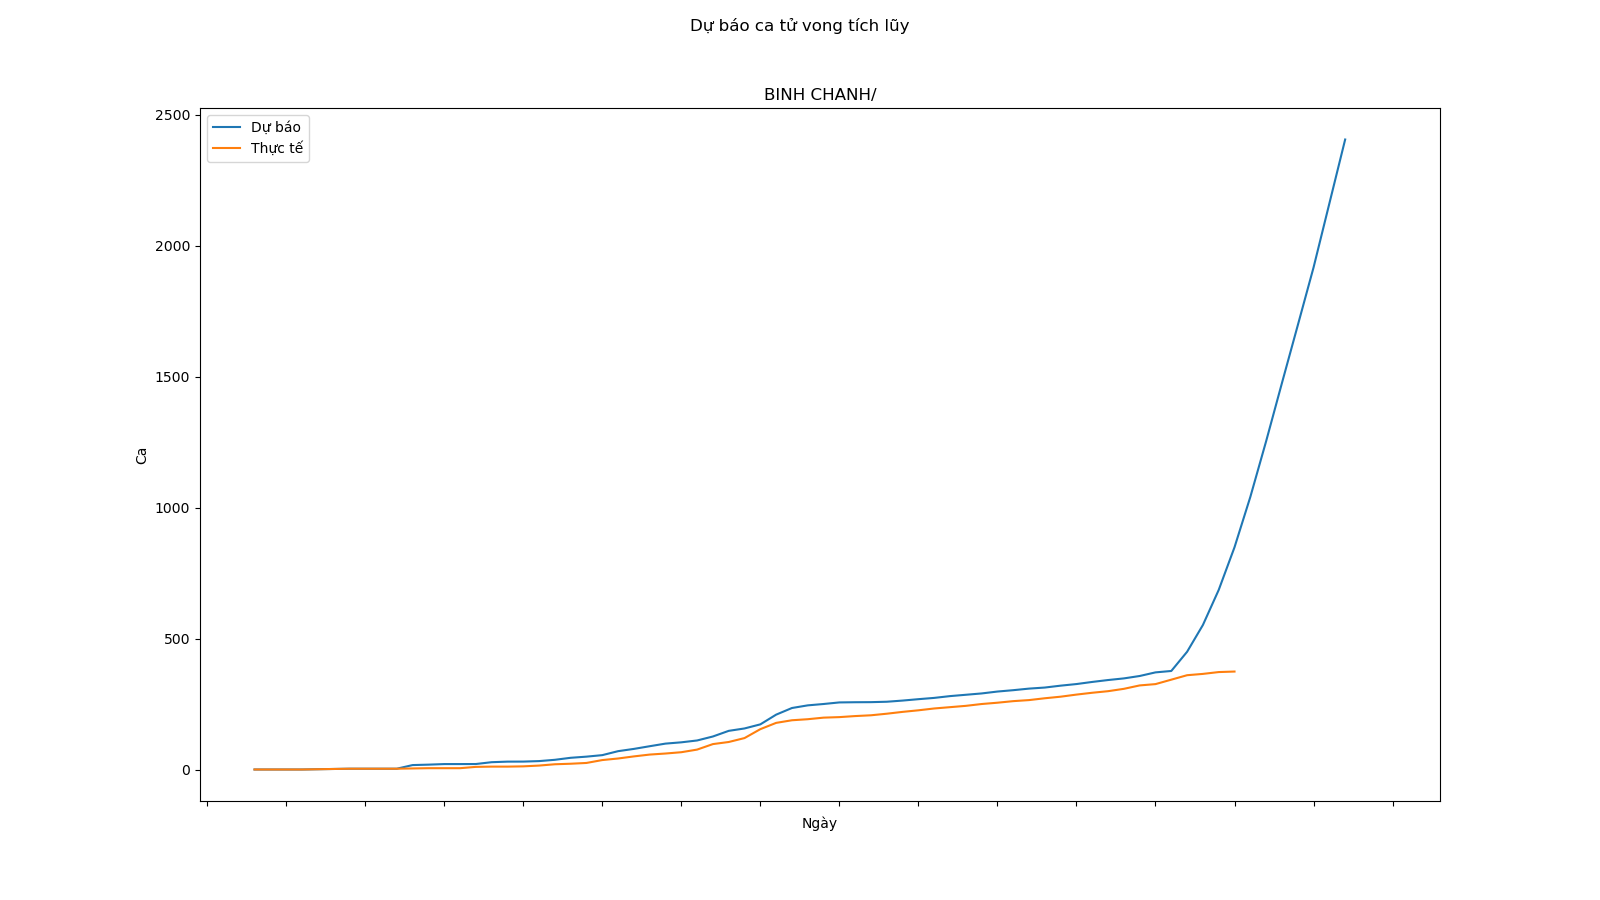 Dự báo ca tử vong tích lũy
BINH CHANH/
2500
2000
1500
1000
500
0
Dự báo
Thực tế
Ca
Ngày